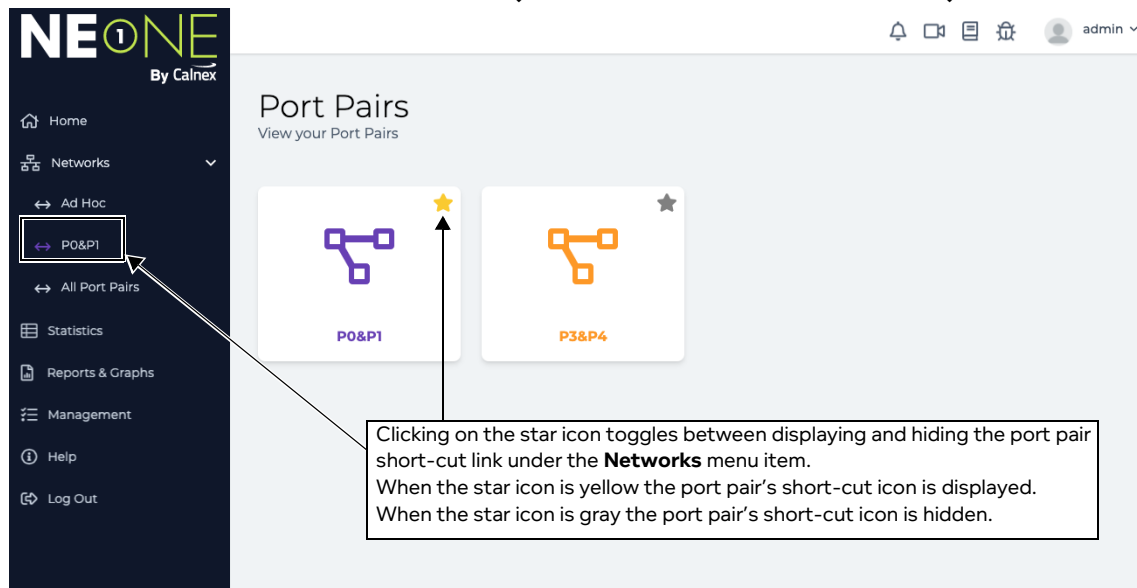 NE1NE
By Calnex
admin
Home
Networks
Ad Hoc
P0&P1
All Port Pairs
Statistics
Reports & Graphs
Management
Help
Log Out
Port Pairs
View your Port Pairs
P0&P1
P3&P4
Clicking on the star icon toggles between displaying and hiding the port pair
short-cut link under the Networks menu item.
When the star icon is yellow the port pair’s short-cut icon is displayed.
When the star icon is gray the port pair’s short-cut icon is hidden.